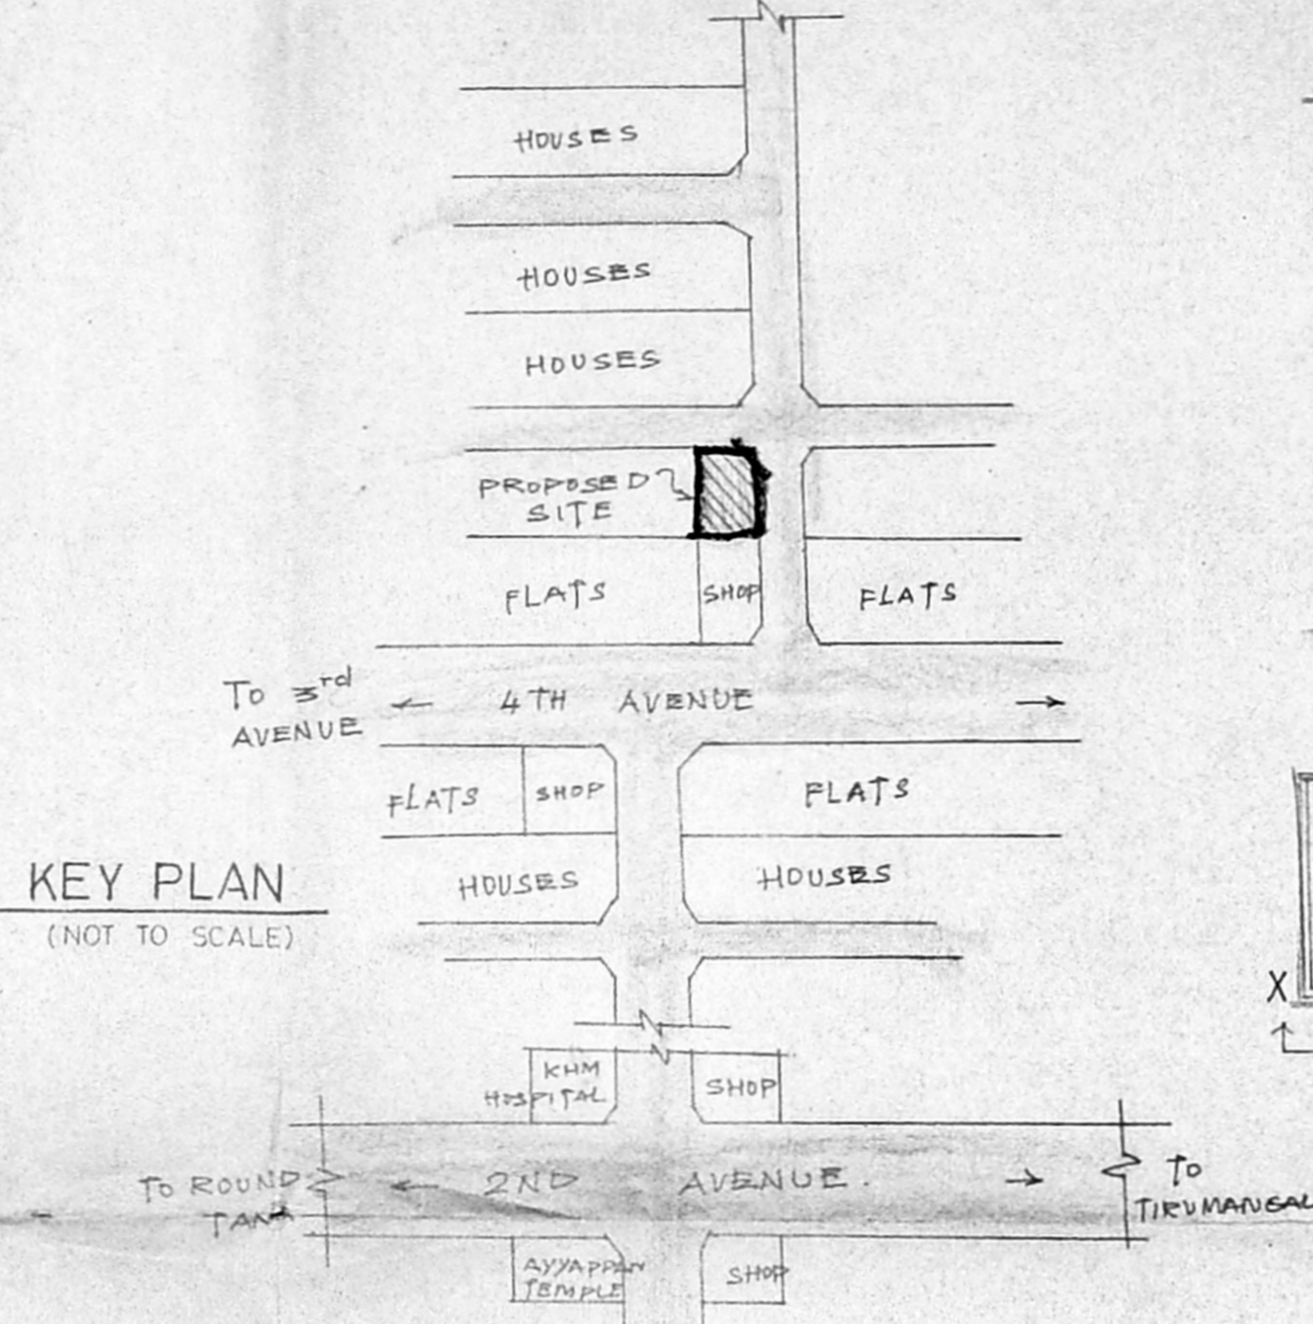 HOUSES
HOUSES
HOUSES
PROPOSED
SITE
FLATS
SHOP
FLATS
TO 3rd
AVENUE
← 4TH AVENUE →
FLATS
SHOP
FLATS
HOUSES
HOUSES
KEY PLAN
(NOT TO SCALE)
X
KHM
HOSPITAL
SHOP
TO ROUND
TANA
← 2ND AVENUE. →
TO
TIRUMANGAL
AYYAPPAN
TEMPLE
SHOP